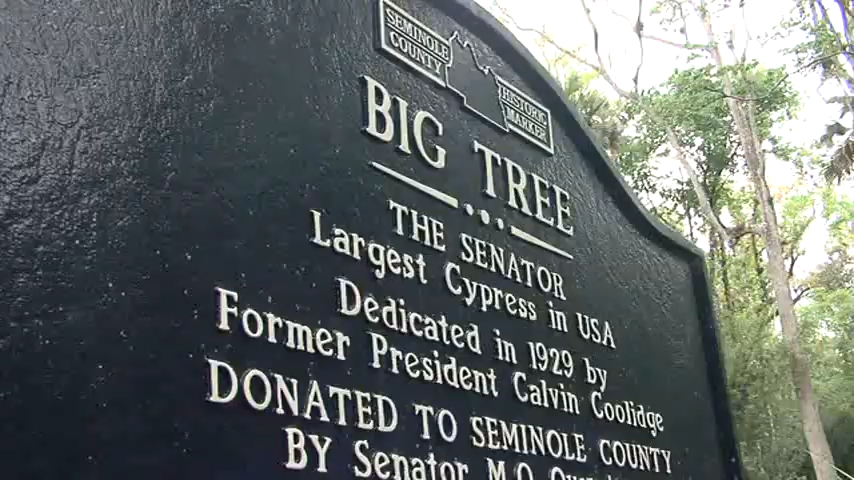 SEMINOLE COUNTY
HISTORIC MARKER
BIG TREE
THE SENATOR
Largest Cypress in USA
Dedicated in 1929 by
Former President Calvin Coolidge
DONATED TO SEMINOLE COUNTY
By Senator M.O.